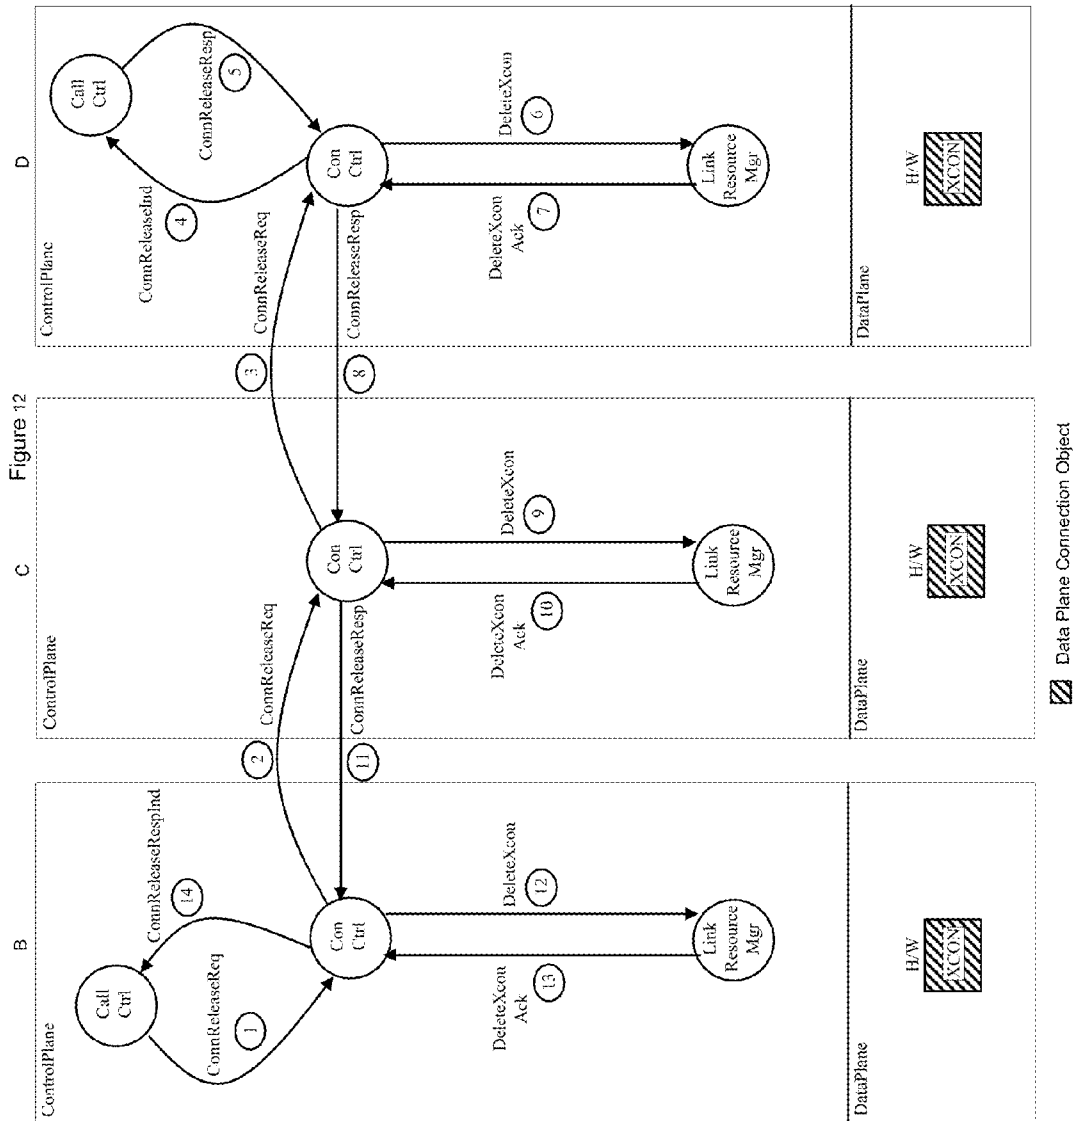 Figure 12
B
ControlPlane
Call
Ctrl
ConnReleaseReq
1
ConnReleaseRespInd
14
Con
Ctrl
DeleteXcon
12
DeleteXcon
Ack
13
Link
Resource
Mgr
DataPlane
H/W
XCON
ConnReleaseReq
2
ConnReleaseResp
11
C
ControlPlane
Con
Ctrl
DeleteXcon
9
DeleteXcon
Ack
10
Link
Resource
Mgr
DataPlane
H/W
XCON
ConnReleaseReq
3
ConnReleaseResp
8
D
ControlPlane
Call
Ctrl
ConnReleaseInd
4
ConnReleaseResp
5
Con
Ctrl
DeleteXcon
6
DeleteXcon
Ack
7
Link
Resource
Mgr
DataPlane
H/W
XCON
Data Plane Connection Object